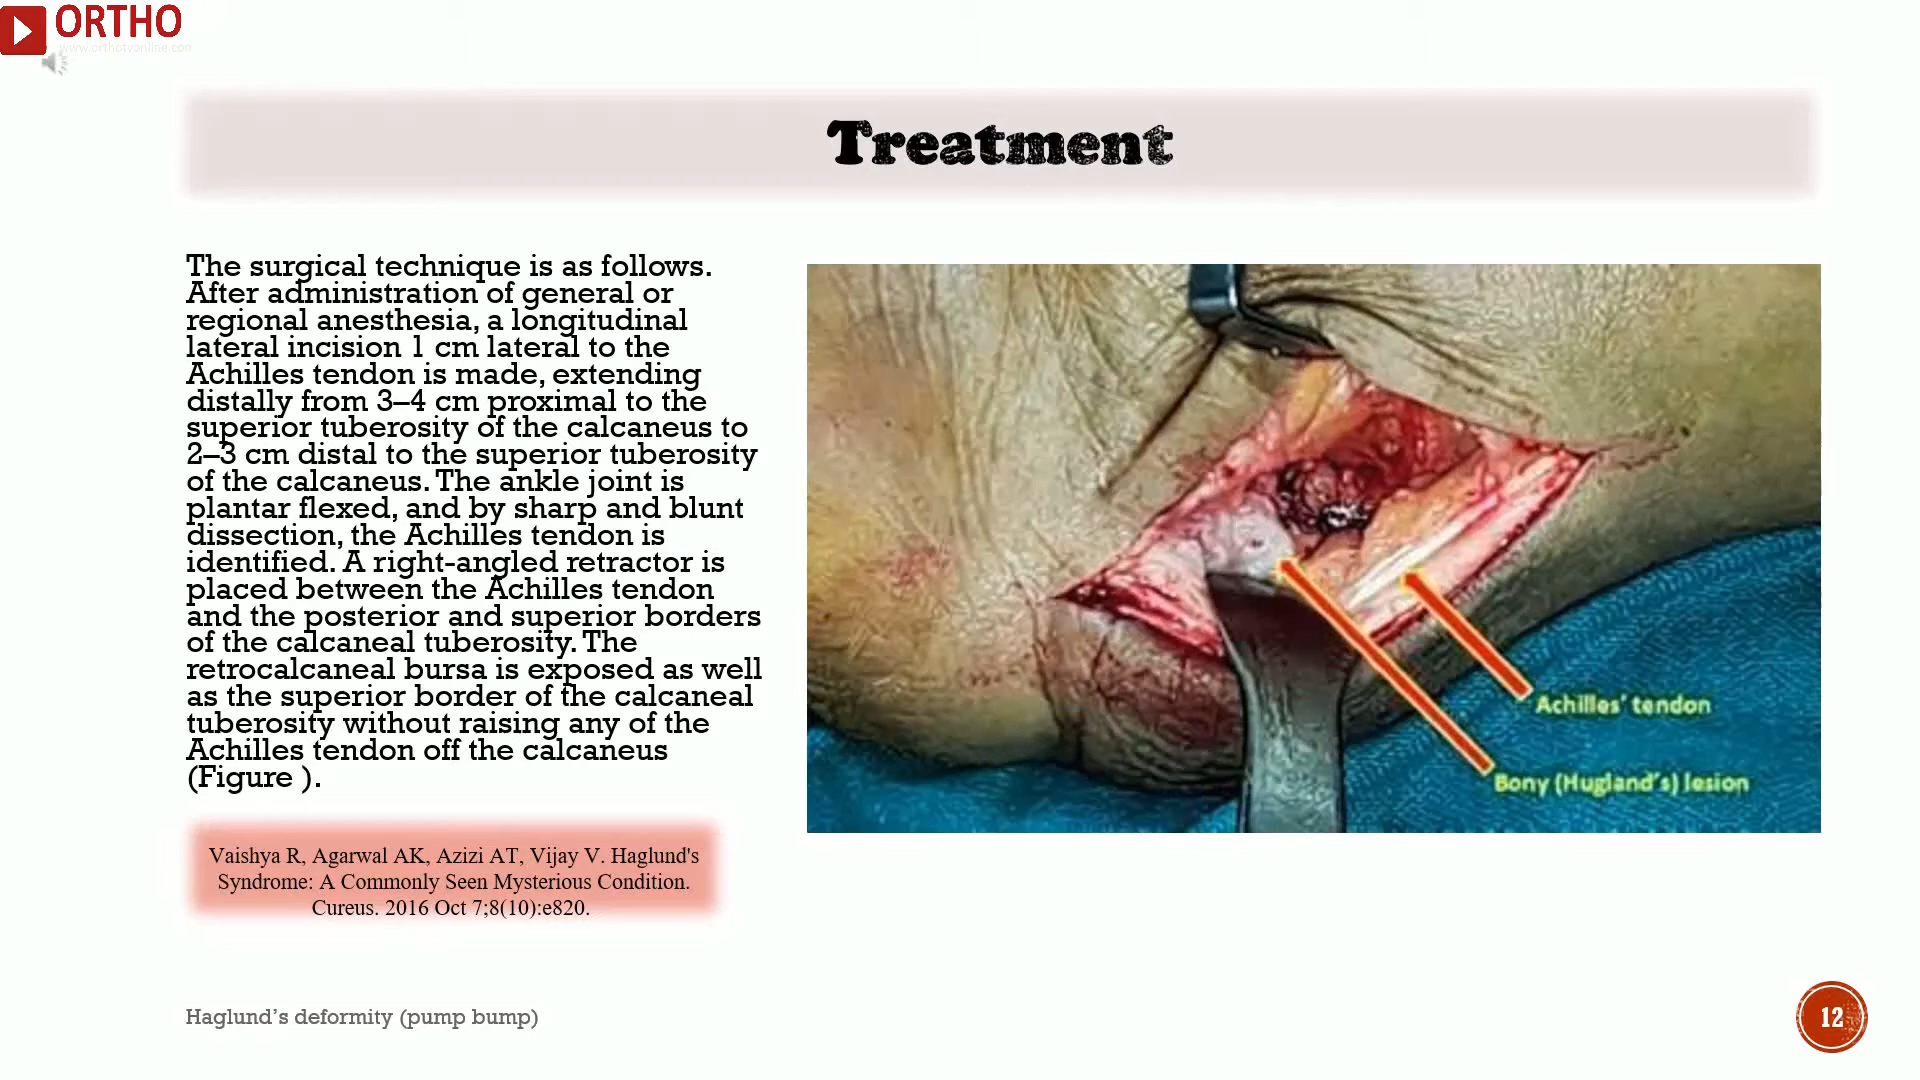 ORTHO
www.orthotvonline.com
Treatment
The surgical technique is as follows.
After administration of general or
regional anesthesia, a longitudinal
lateral incision 1 cm lateral to the
Achilles tendon is made, extending
distally from 3–4 cm proximal to the
superior tuberosity of the calcaneus to
2–3 cm distal to the superior tuberosity
of the calcaneus. The ankle joint is
plantar flexed, and by sharp and blunt
dissection, the Achilles tendon is
identified. A right-angled retractor is
placed between the Achilles tendon
and the posterior and superior borders
of the calcaneal tuberosity. The
retrocalcaneal bursa is exposed as well
as the superior border of the calcaneal
tuberosity without raising any of the
Achilles tendon off the calcaneus
(Figure ).
Achilles' tendon
Bony (Hugland's) lesion
Vaishya R, Agarwal AK, Azizi AT, Vijay V. Haglund's
Syndrome: A Commonly Seen Mysterious Condition.
Cureus. 2016 Oct 7;8(10):e820.
Haglund's deformity (pump bump)
12